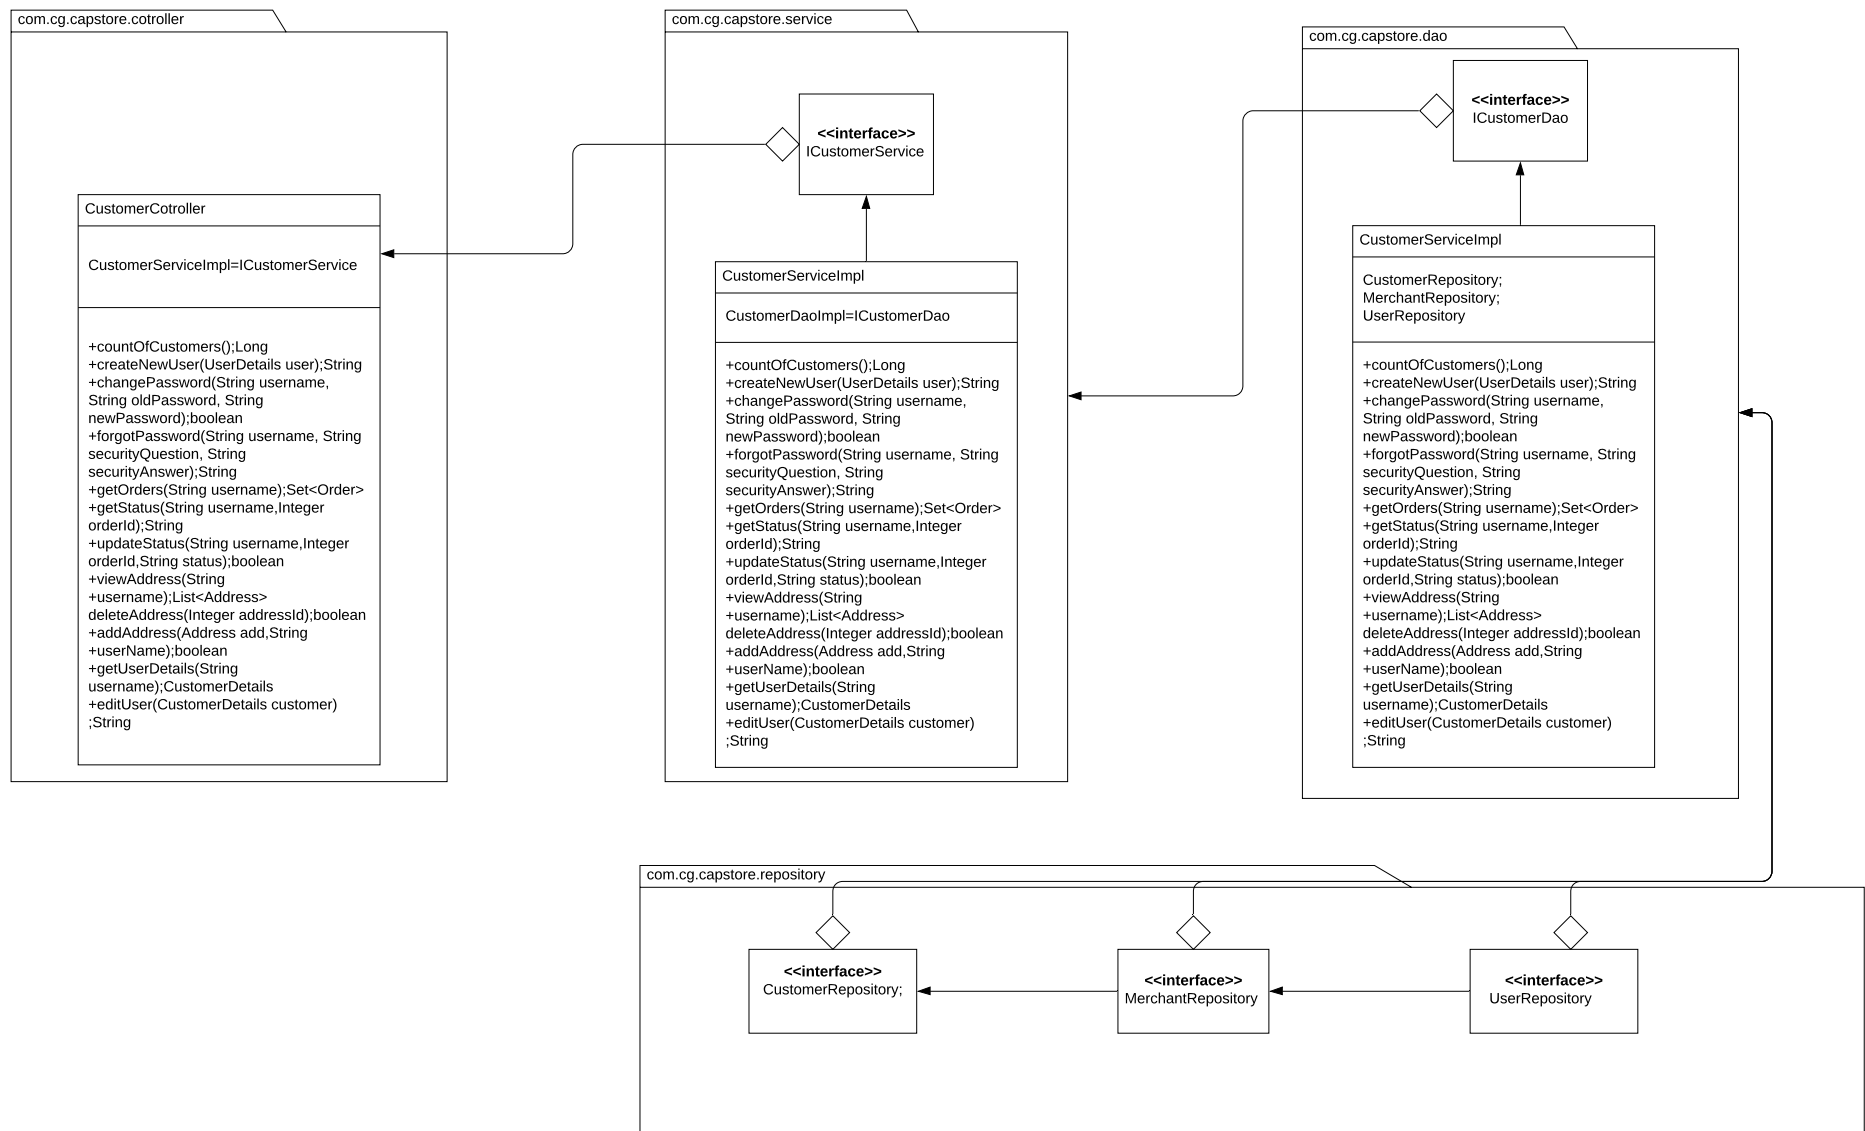 com.cg.capstore.cotroller
CustomerCotroller
CustomerServiceImpl=ICustomerService
+countOfCustomers();Long
+createNewUser(UserDetails user);String
+changePassword(String username,
String oldPassword, String
newPassword);boolean
+forgotPassword(String username, String
securityQuestion, String
securityAnswer);String
+getOrders(String username);Set<Order>
+getStatus(String username,Integer
orderId);String
+updateStatus(String username,Integer
orderId,String status);boolean
+viewAddress(String
+username);List<Address>
deleteAddress(Integer addressId);boolean
+addAddress(Address add,String
+userName);boolean
+getUserDetails(String
username);CustomerDetails
+editUser(CustomerDetails customer)
;String
com.cg.capstore.service
<<interface>>
ICustomerService
CustomerServiceImpl
CustomerDaoImpl=ICustomerDao
+countOfCustomers();Long
+createNewUser(UserDetails user);String
+changePassword(String username,
String oldPassword, String
newPassword);boolean
+forgotPassword(String username, String
securityQuestion, String
securityAnswer);String
+getOrders(String username);Set<Order>
+getStatus(String username,Integer
orderId);String
+updateStatus(String username,Integer
orderId,String status);boolean
+viewAddress(String
+username);List<Address>
deleteAddress(Integer addressId);boolean
+addAddress(Address add,String
+userName);boolean
+getUserDetails(String
username);CustomerDetails
+editUser(CustomerDetails customer)
;String
com.cg.capstore.dao
<<interface>>
ICustomerDao
CustomerServiceImpl
CustomerRepository;
MerchantRepository;
UserRepository
+countOfCustomers();Long
+createNewUser(UserDetails user);String
+changePassword(String username,
String oldPassword, String
newPassword);boolean
+forgotPassword(String username, String
securityQuestion, String
securityAnswer);String
+getOrders(String username);Set<Order>
+getStatus(String username,Integer
orderId);String
+updateStatus(String username,Integer
orderId,String status);boolean
+viewAddress(String
+username);List<Address>
deleteAddress(Integer addressId);boolean
+addAddress(Address add,String
+userName);boolean
+getUserDetails(String
username);CustomerDetails
+editUser(CustomerDetails customer)
;String
com.cg.capstore.repository
<<interface>>
CustomerRepository;
<<interface>>
MerchantRepository
<<interface>>
UserRepository